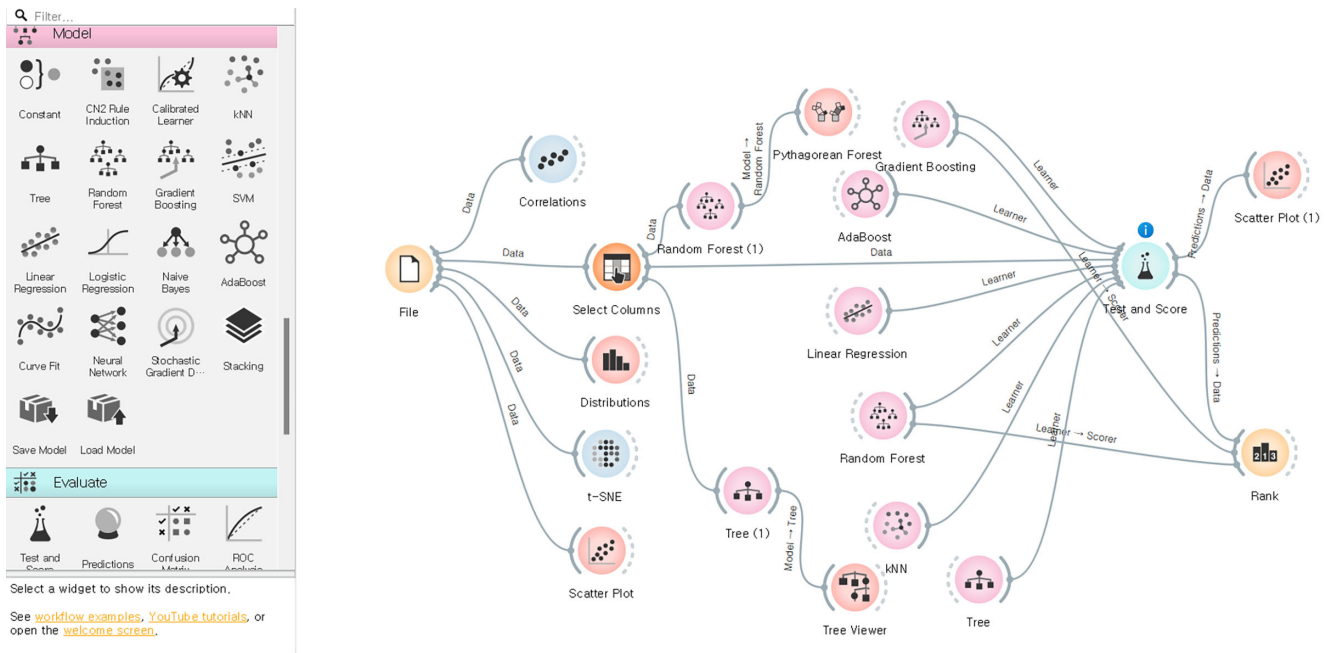 Filter...
Model
Constant
CN2 Rule
Induction
Calibrated
Learner
kNN
Tree
Random
Forest
Gradient
Boosting
SVM
Linear
Regression
Logistic
Regression
Naive
Bayes
AdaBoost
Curve Fit
Neural
Network
Stochastic
Gradient D...
Stacking
Save Model
Load Model
Evaluate
Test and
Score
Predictions
Confusion
Matrix
ROC
Analysis
Select a widget to show its description.
See workflow examples, YouTube tutorials, or
open the welcome screen.
File
Data
Correlations
Data
Select Columns
Data
Distributions
Data
t-SNE
Data
Scatter Plot
Data
Random Forest (1)
Model →
Random Forest
Pythagorean Forest
Data
Data
Tree (1)
Model → Tree
Tree Viewer
Gradient Boosting
Learner
AdaBoost
Learner
Linear Regression
Learner
Random Forest
Learner
kNN
Learner
Tree
Learner
Learner → Scorer
Learner → Scorer
Test and Score
Predictions → Data
Scatter Plot (1)
Predictions → Data
213
Rank